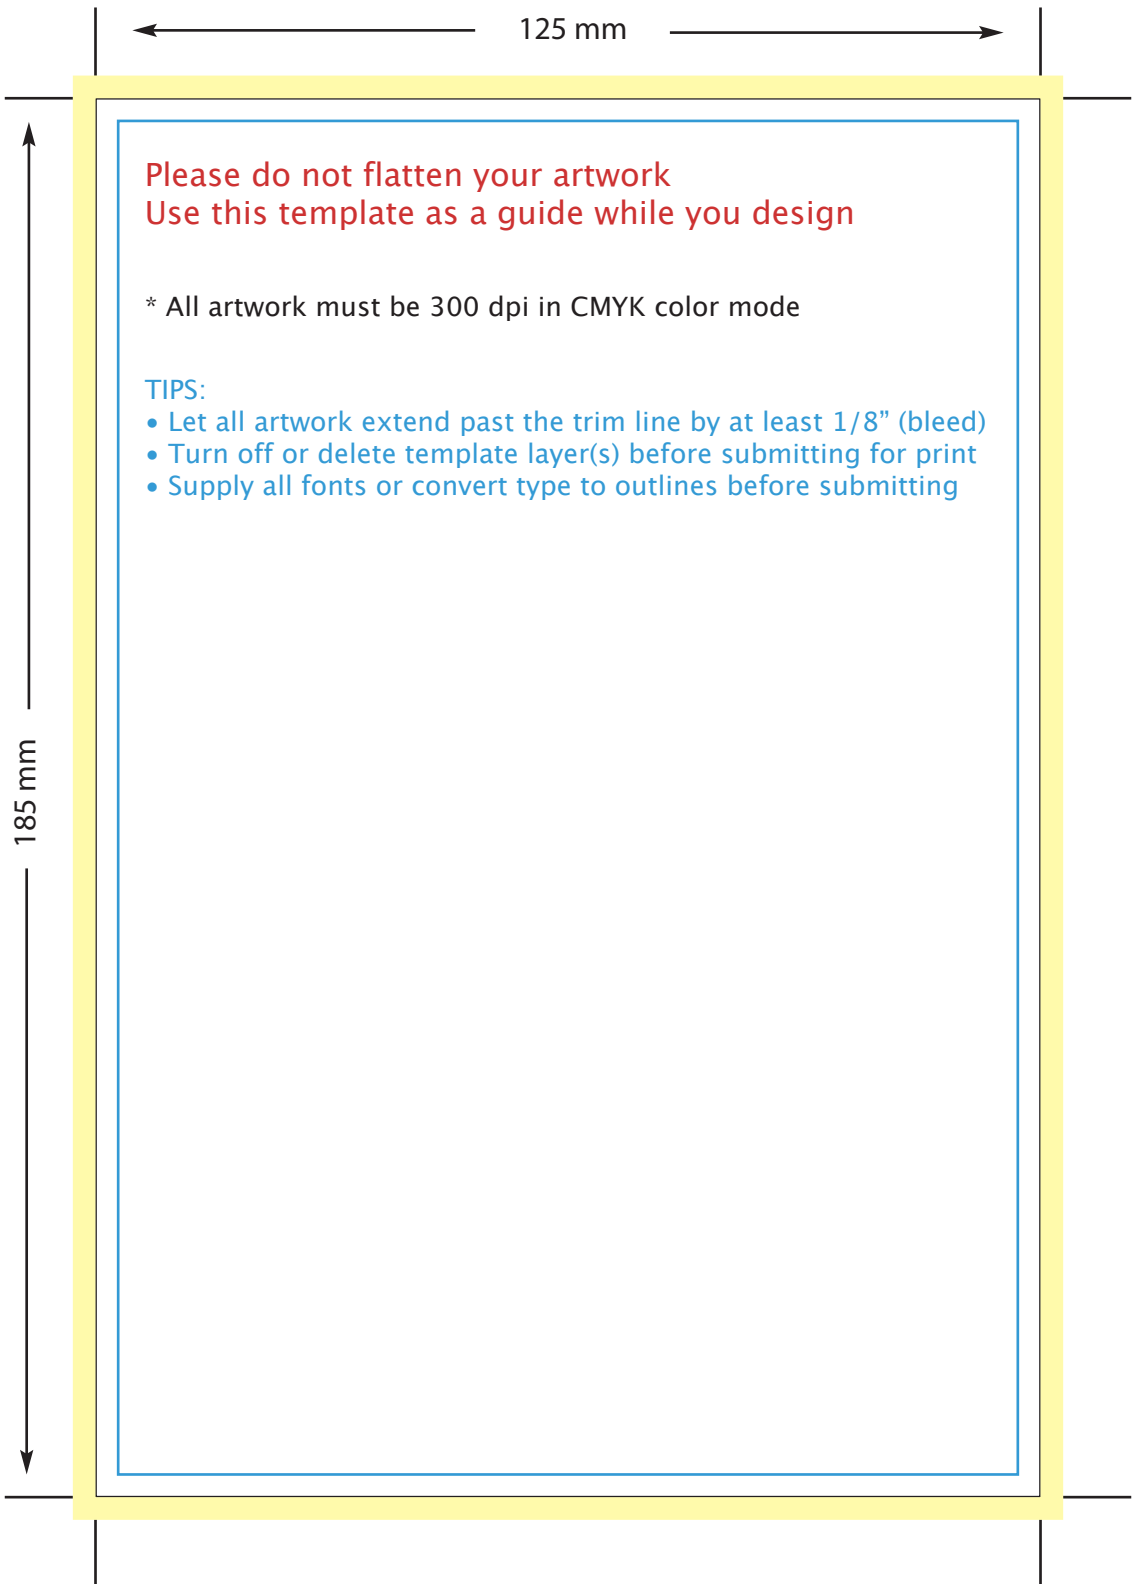 125 mm
Please do not flatten your artwork
Use this template as a guide while you design
* All artwork must be 300 dpi in CMYK color mode
TIPS:
• Let all artwork extend past the trim line by at least 1/8” (bleed)
• Turn off or delete template layer(s) before submitting for print
• Supply all fonts or convert type to outlines before submitting
185 mm